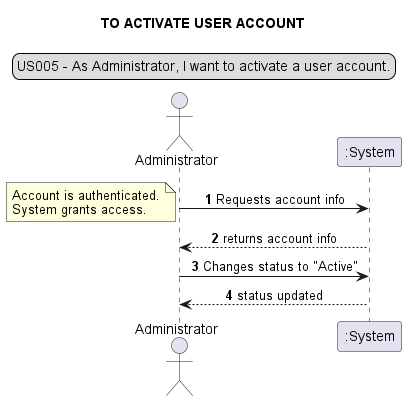 TO ACTIVATE USER ACCOUNT
US005 - As Administrator, I want to activate a user account.
Administrator
:System
Account is authenticated.
System grants access.
1 Requests account info
2 returns account info
3 Changes status to "Active"
4 status updated
Administrator
:System